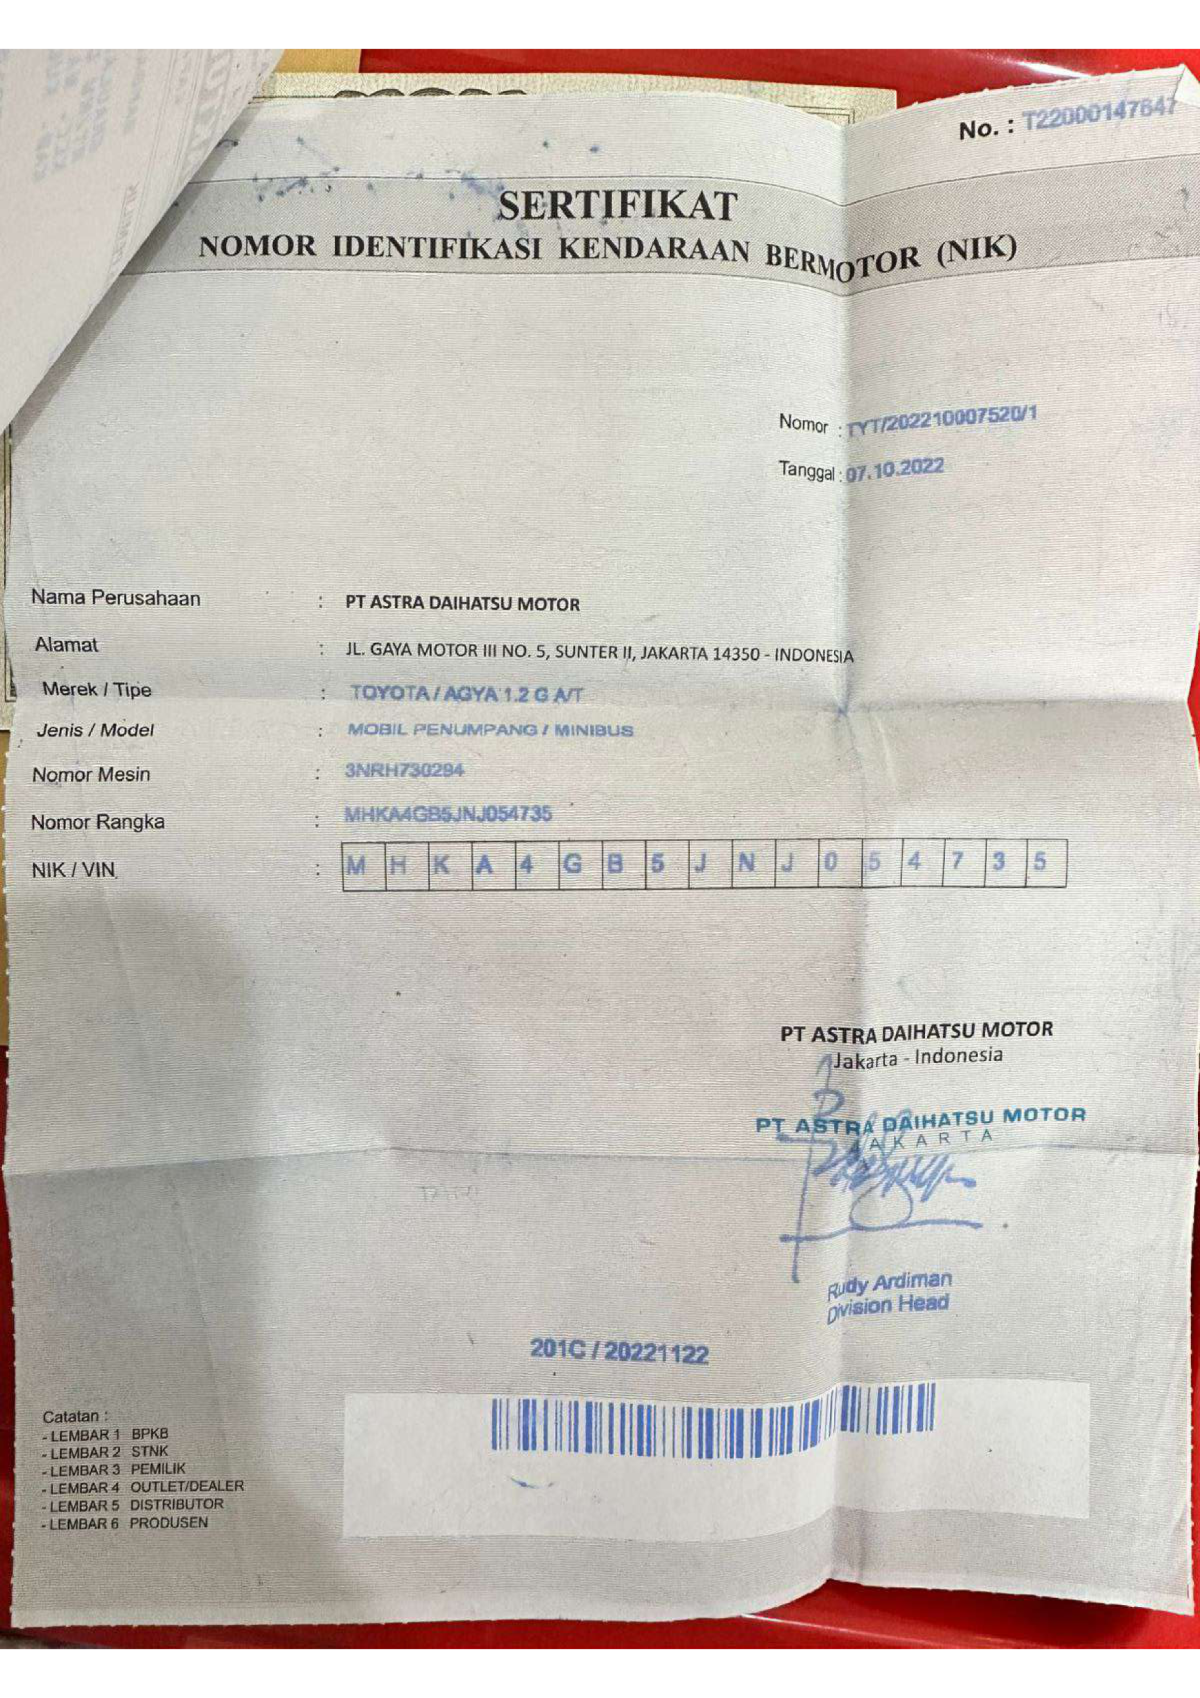 No. : T22000147647
SERTIFIKAT
NOMOR IDENTIFIKASI KENDARAAN BERMOTOR (NIK)
Nomor : TYT/202210007520/1
Tanggal : 07.10.2022
Nama Perusahaan : PT ASTRA DAIHATSU MOTOR
Alamat : JL. GAYA MOTOR III NO. 5, SUNTER II, JAKARTA 14350 - INDONESIA
Merek / Tipe : TOYOTA / AGYA 1.2 G A/T
Jenis / Model : MOBIL PENUMPANG / MINIBUS
Nomor Mesin : 3NRH730294
Nomor Rangka : MHKA4GB5JNJ054735
NIK / VIN : M H K A 4 G B 5 J N J 0 5 4 7 3 5
PT ASTRA DAIHATSU MOTOR
Jakarta - Indonesia
PT ASTRA DAIHATSU MOTOR
JAKARTA
Rudy Ardiman
Division Head
201C / 20221122
Catatan :
- LEMBAR 1 BPKB
- LEMBAR 2 STNK
- LEMBAR 3 PEMILIK
- LEMBAR 4 OUTLET/DEALER
- LEMBAR 5 DISTRIBUTOR
- LEMBAR 6 PRODUSEN